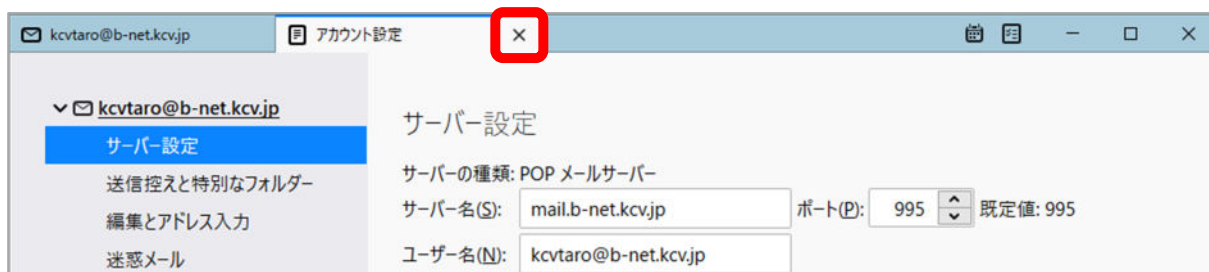 kcvtaro@b-net.kcv.jp アカウント設定
kcvtaro@b-net.kcv.jp
サーバー設定
送信控えと特別なフォルダー
編集とアドレス入力
迷惑メール
サーバー設定
サーバーの種類: POP メールサーバー
サーバー名(S): mail.b-net.kcv.jp ポート(P): 995 既定値: 995
ユーザー名(N): kcvtaro@b-net.kcv.jp